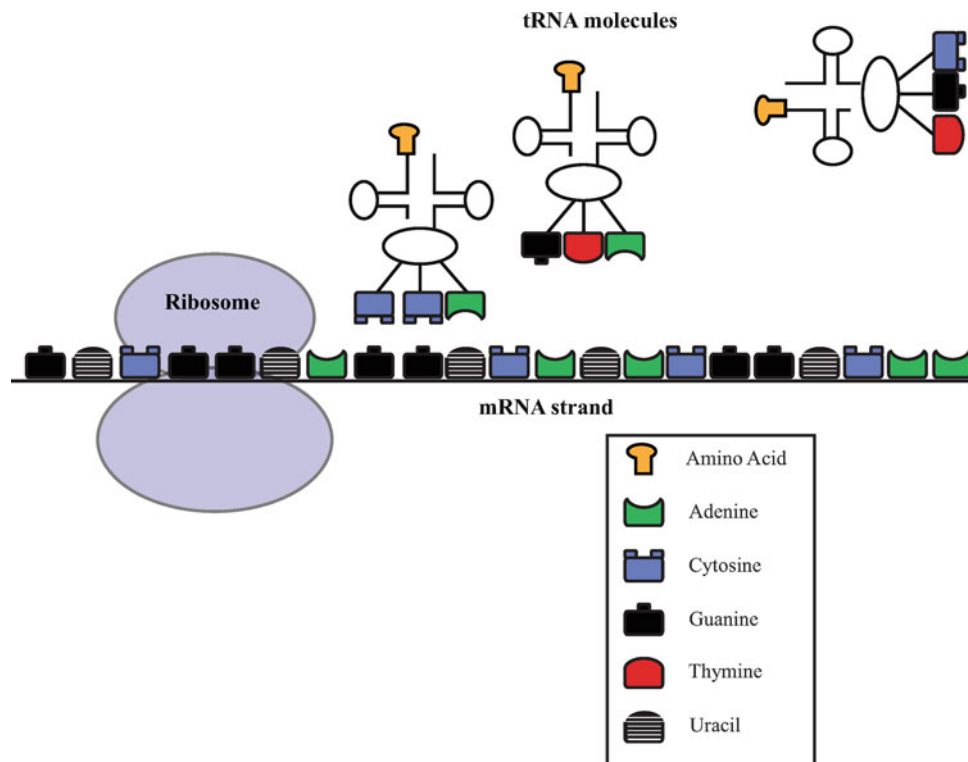 tRNA molecules
Ribosome
mRNA strand
Amino Acid
Adenine
Cytosine
Guanine
Thymine
Uracil